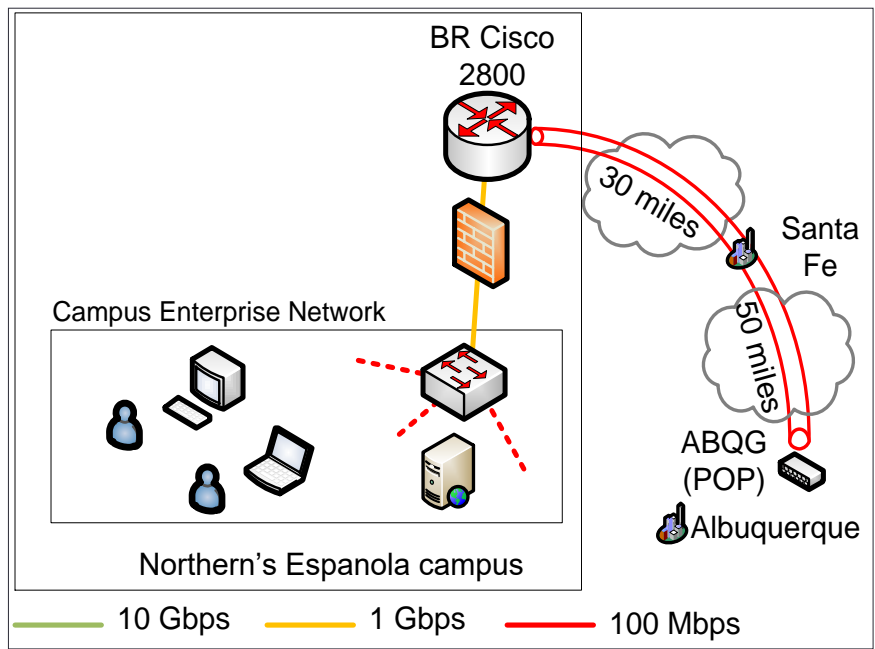 BR Cisco
2800
30 miles
Santa
Fe
Campus Enterprise Network
50 miles
ABQG
(POP)
Albuquerque
Northern's Espanola campus
10 Gbps
1 Gbps
100 Mbps